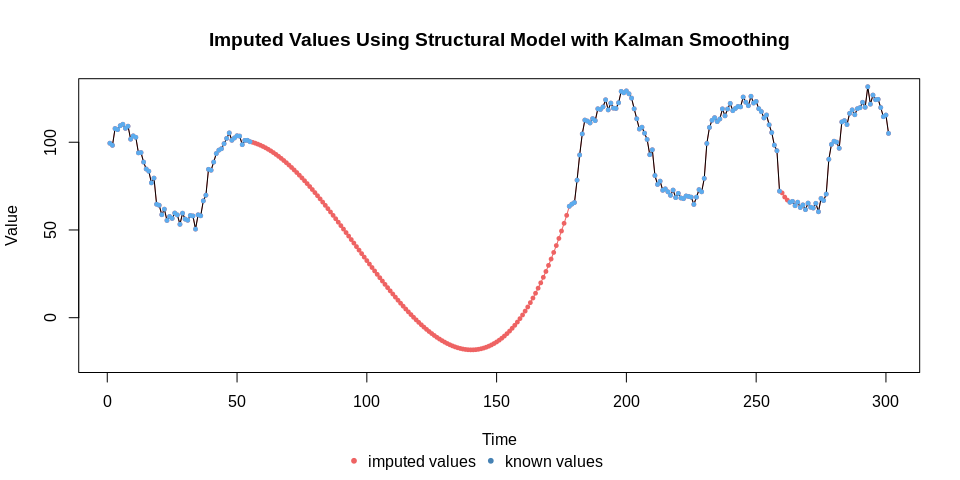 Imputed Values Using Structural Model with Kalman Smoothing
Value
100
50
0
0 50 100 150 200 250 300
Time
imputed values known values